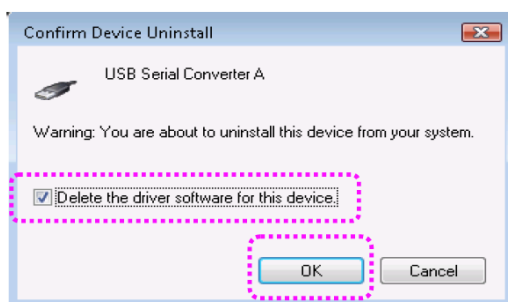 Confirm Device Uninstall
USB Serial Converter A
Warning: You are about to uninstall this device from your system.
Delete the driver software for this device.
OK Cancel